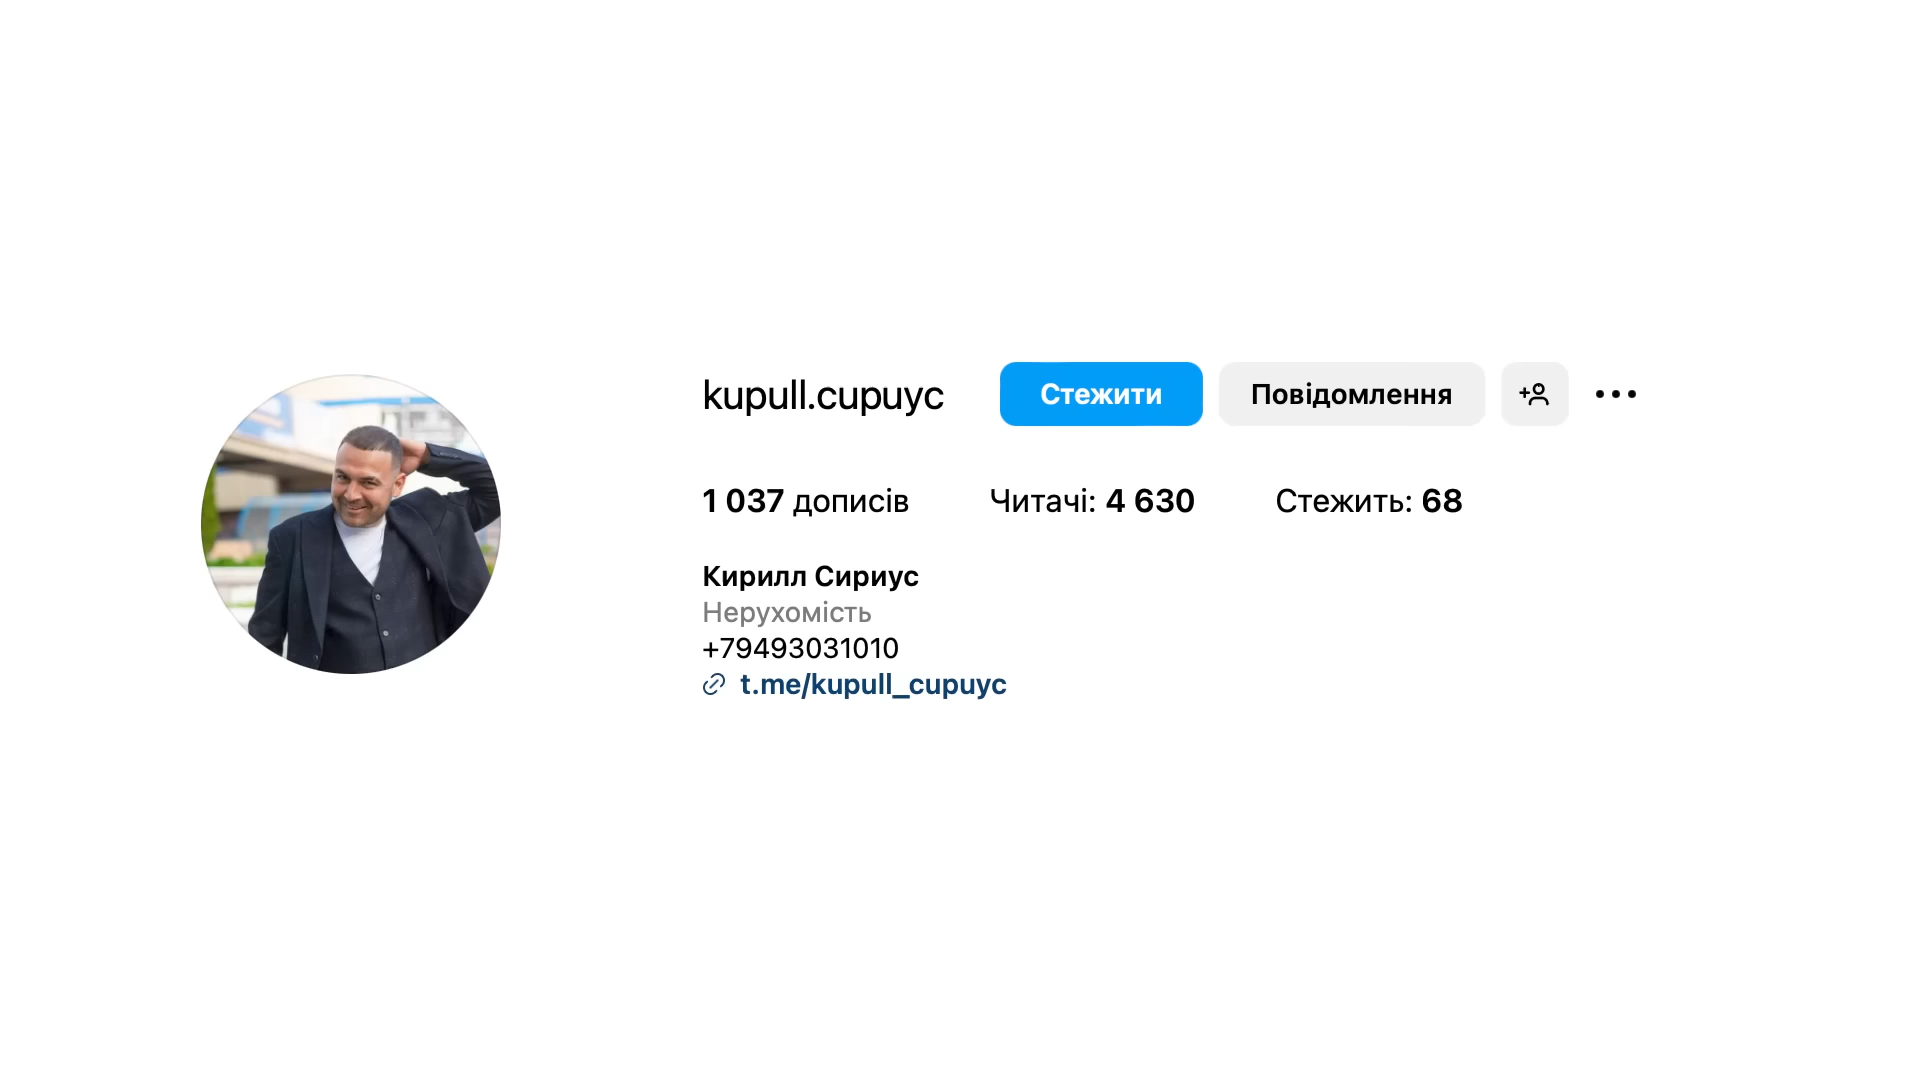 kupull.cupuyc Стежити Повідомлення
1 037 дописів Читачі: 4 630 Стежить: 68
Кирилл Сириус
Нерухомість
+79493031010
t.me/kupull_cupuyc